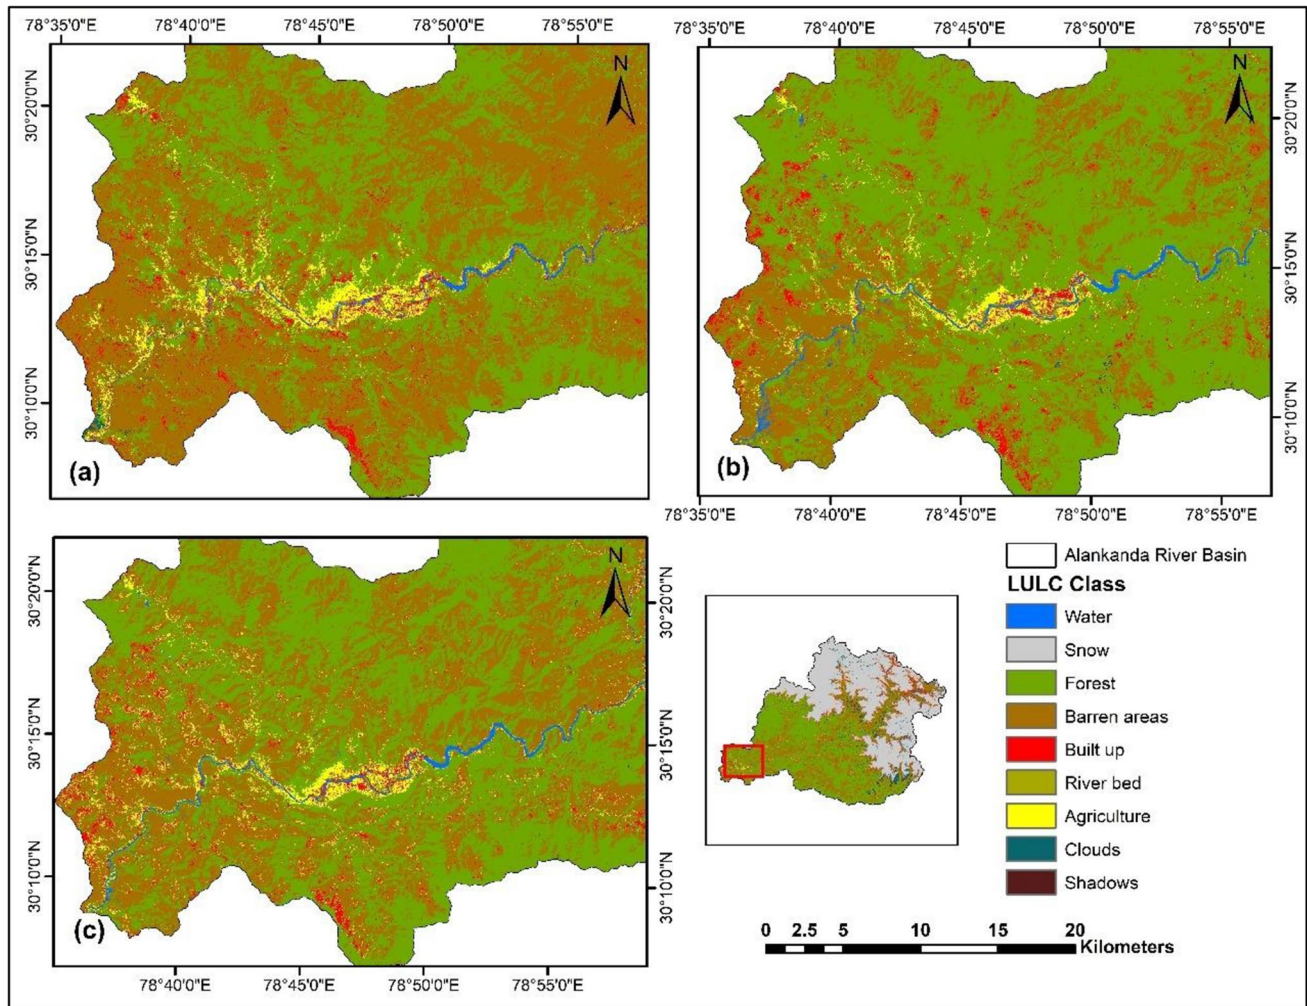 78°35'0"E 78°40'0"E 78°45'0"E 78°50'0"E 78°55'0"E
30°20'0"N
30°15'0"N
30°10'0"N
N
(a)
78°35'0"E 78°40'0"E 78°45'0"E 78°50'0"E 78°55'0"E
N
30°20'0"N
30°15'0"N
30°10'0"N
(b)
78°35'0"E 78°40'0"E 78°45'0"E 78°50'0"E 78°55'0"E
30°20'0"N
30°15'0"N
30°10'0"N
N
30°20'0"N
30°15'0"N
30°10'0"N
(c)
78°40'0"E 78°45'0"E 78°50'0"E 78°55'0"E
Alankanda River Basin
LULC Class
Water
Snow
Forest
Barren areas
Built up
River bed
Agriculture
Clouds
Shadows
0 2.5 5 10 15 20
Kilometers